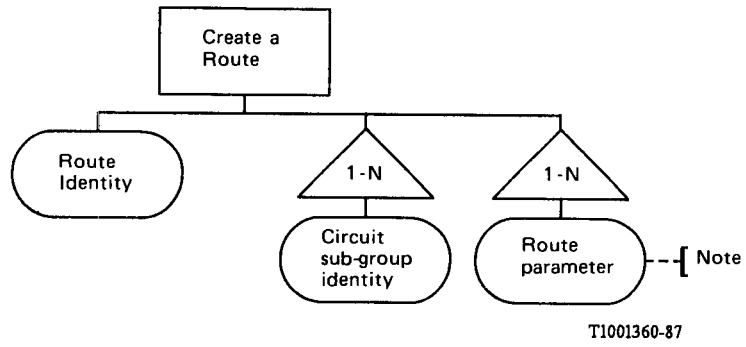 Create a
Route
Route
Identity
1-N
1-N
Circuit
sub-group
identity
Route
parameter
Note
T1001360-87